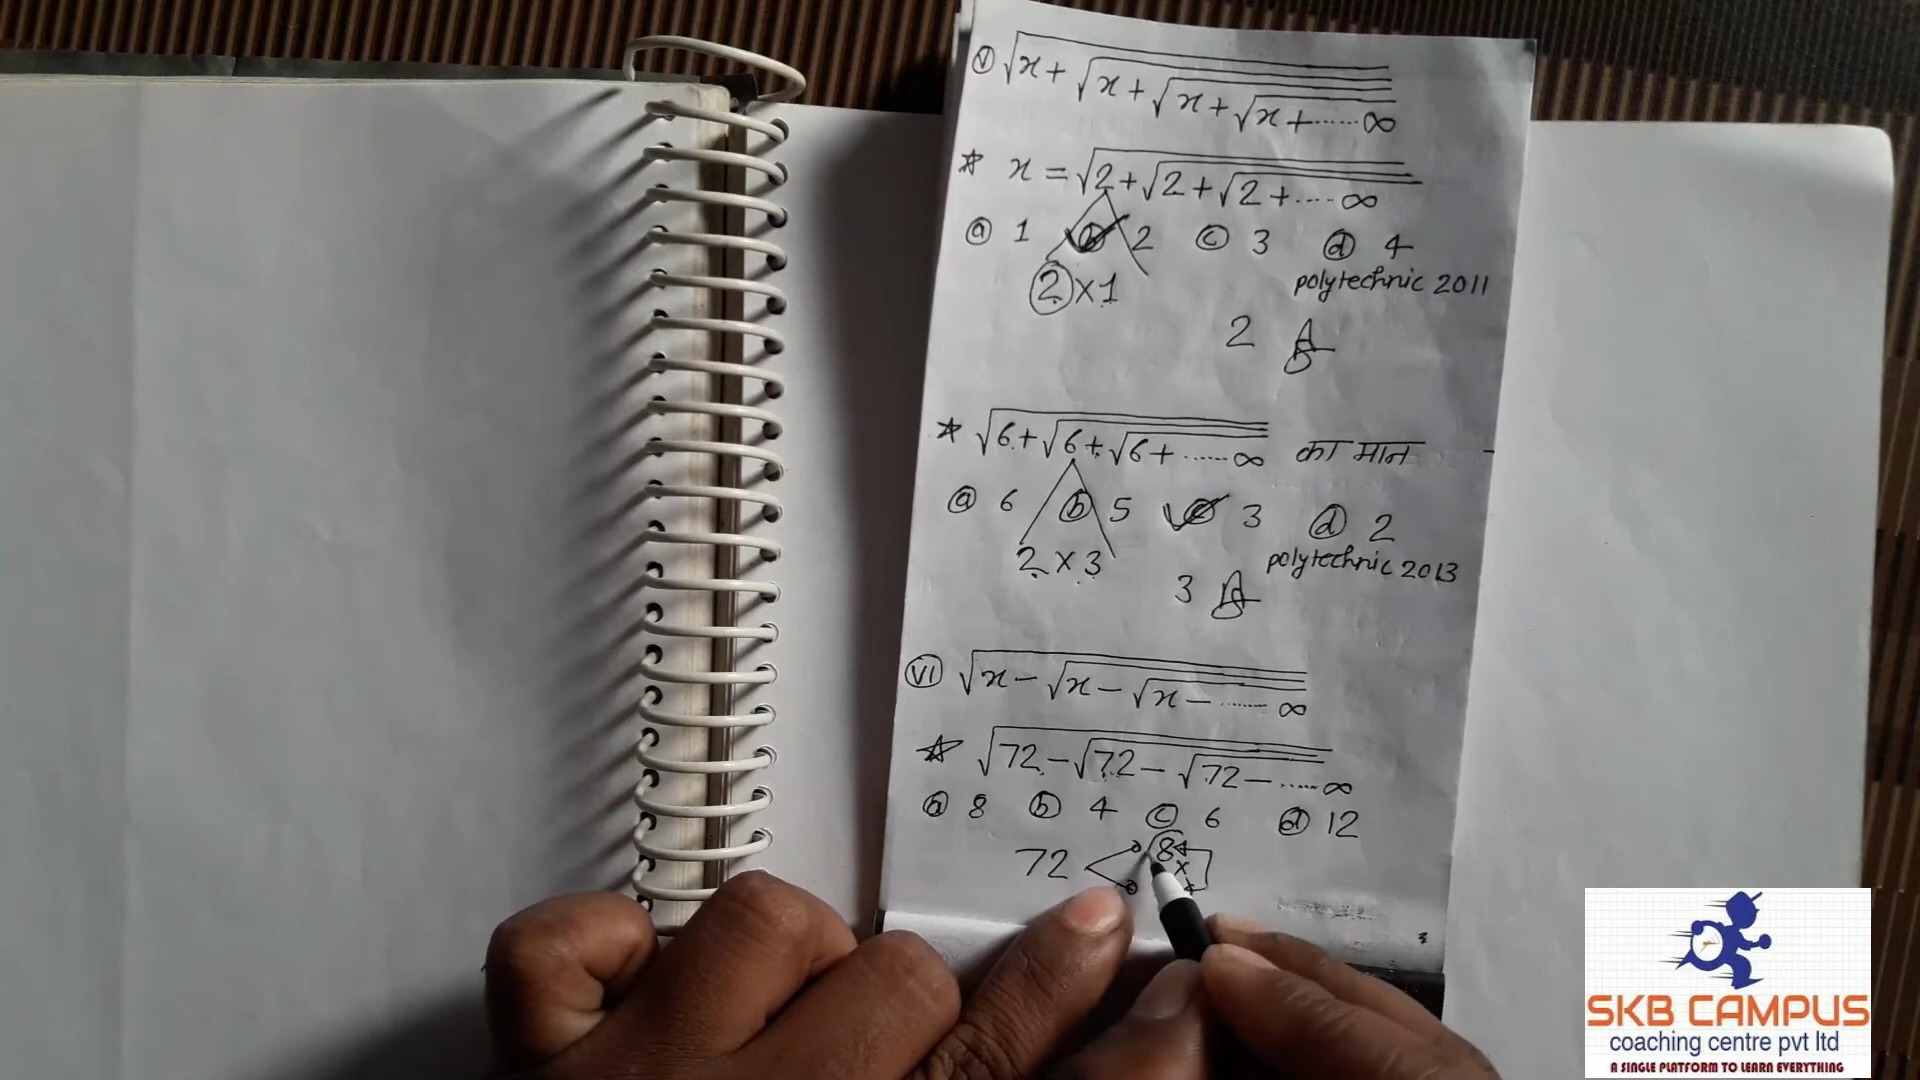 (V) √x + √x + √x + √x + ...... ∞
☆ x = √2 + √2 + √2 + .... ∞
(a) 1 (b) 2 (c) 3 (d) 4
2 × 1
polytechnic 2011
2
☆ √6 + √6 + √6 + ...... ∞ का मान
(a) 6 (b) 5 (c) 3 (d) 2
2 × 3
polytechnic 2013
3
(VI) √x - √x - √x - ....... ∞
☆ √72 - √72 - √72 - ...... ∞
(a) 8 (b) 4 (c) 6 (d) 12
72 8
×
SKB CAMPUS
coaching centre pvt ltd
A SINGLE PLATFORM TO LEARN EVERYTHING